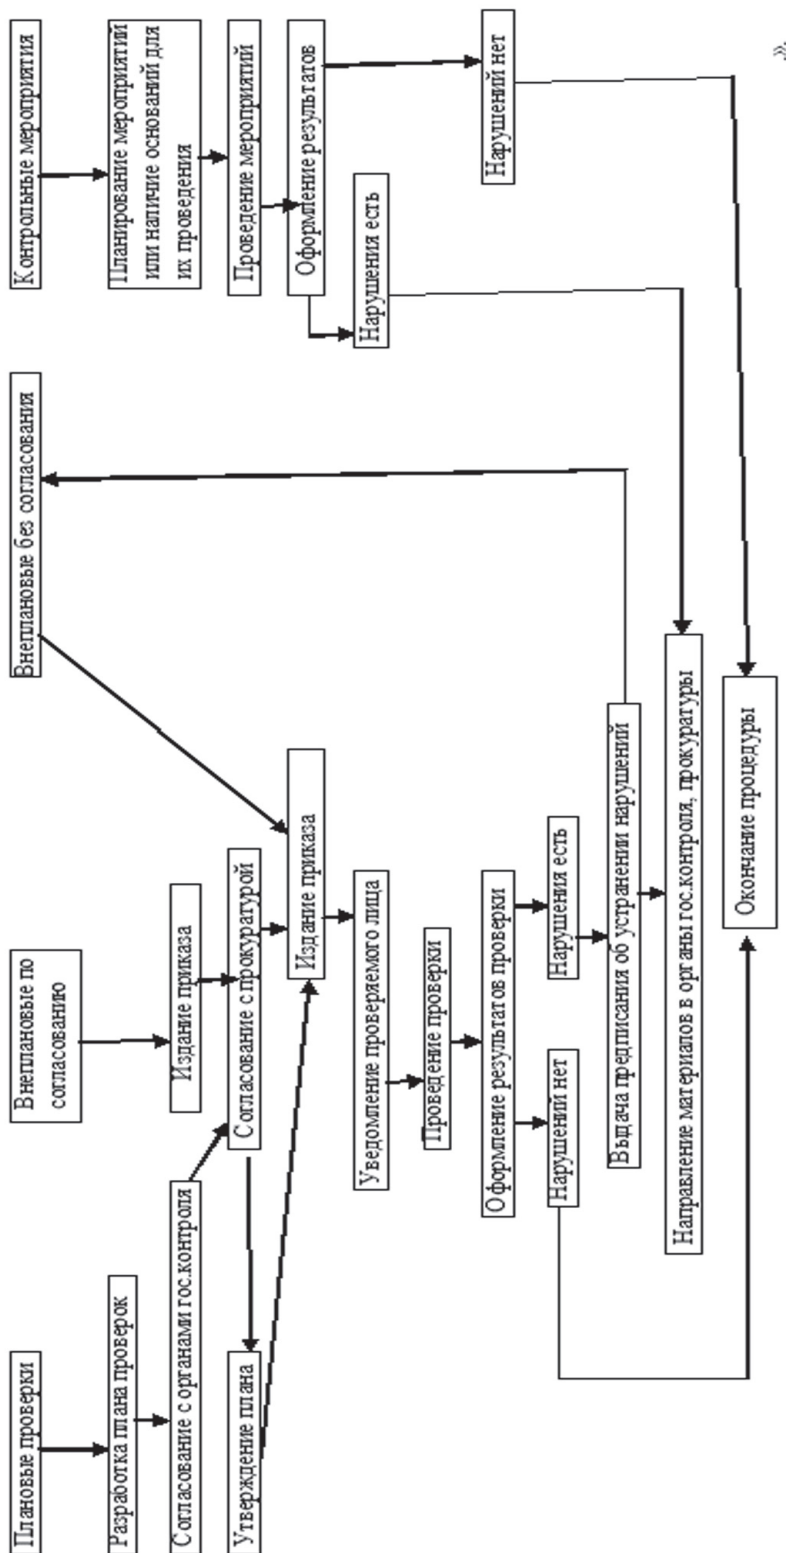 Плановые проверки
Внеплановые по
согласованию
Внеплановые без согласования
Контрольные мероприятия
Разработка плана проверок
Планирование мероприятий
или наличие оснований для
их проведения
Согласование с органами гос.контроля
Издание приказа
Утверждение плана
Согласование с прокуратурой
Проведение мероприятий
Издание приказа
Оформление результатов
Уведомление проверяемого лица
Нарушения есть
Проведение проверки
Оформление результатов проверки
Нарушений нет
Нарушений нет
Нарушения есть
Выдача предписания об устранении нарушений
Направление материалов в органы гос.контроля, прокуратуры
Окончание процедуры
».